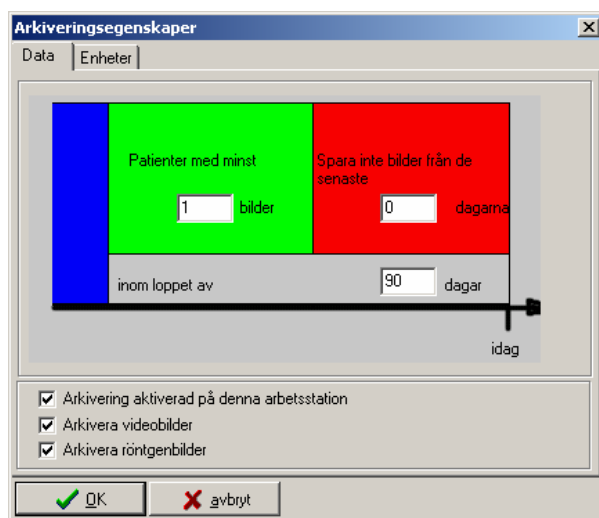 Arkiveringsegenskaper
Data Enheter
Patienter med minst
1 bilder
Spara inte bilder från de
senaste
0 dagarna
inom loppet av 90 dagar
idag
Arkivering aktiverad på denna arbetsstation
Arkivera videobilder
Arkivera röntgenbilder
OK avbryt